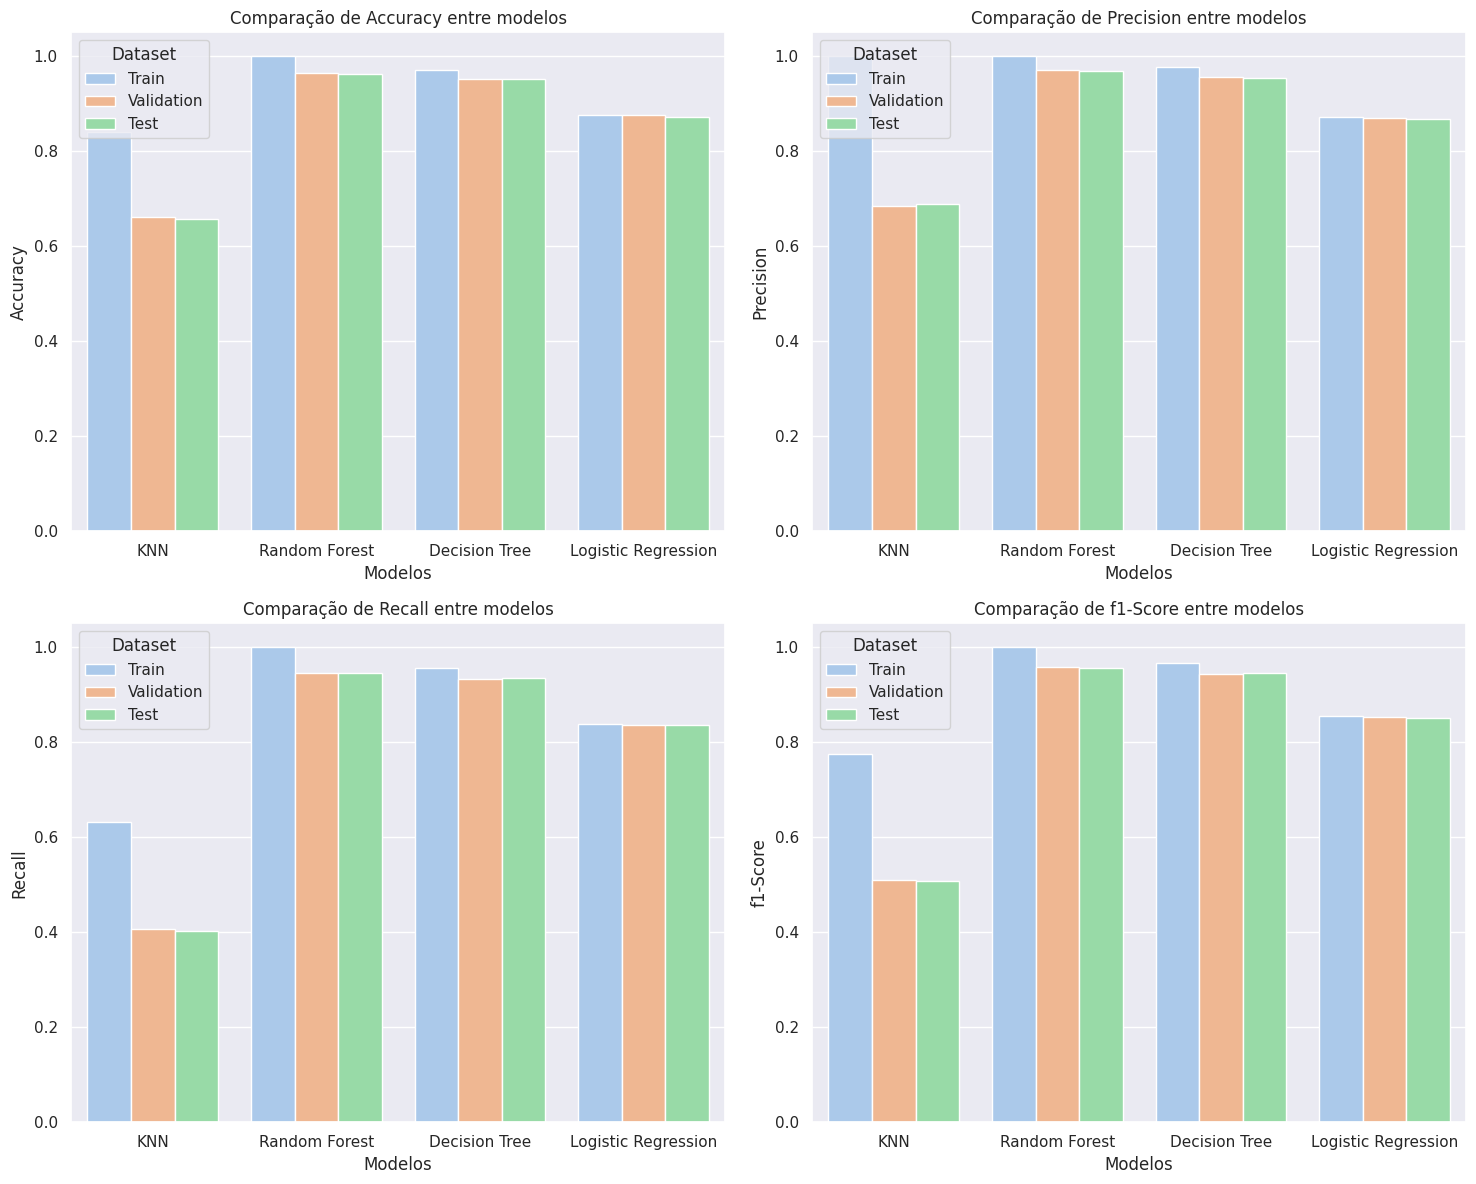 Comparação de Accuracy entre modelos
Dataset
Train
Validation
Test
1.0
0.8
0.6
0.4
0.2
0.0
Accuracy
KNN Random Forest Decision Tree Logistic Regression
Modelos
Comparação de Precision entre modelos
Dataset
Train
Validation
Test
1.0
0.8
0.6
0.4
0.2
0.0
Precision
KNN Random Forest Decision Tree Logistic Regression
Modelos
Comparação de Recall entre modelos
Dataset
Train
Validation
Test
1.0
0.8
0.6
0.4
0.2
0.0
Recall
KNN Random Forest Decision Tree Logistic Regression
Modelos
Comparação de f1-Score entre modelos
Dataset
Train
Validation
Test
1.0
0.8
0.6
0.4
0.2
0.0
f1-Score
KNN Random Forest Decision Tree Logistic Regression
Modelos